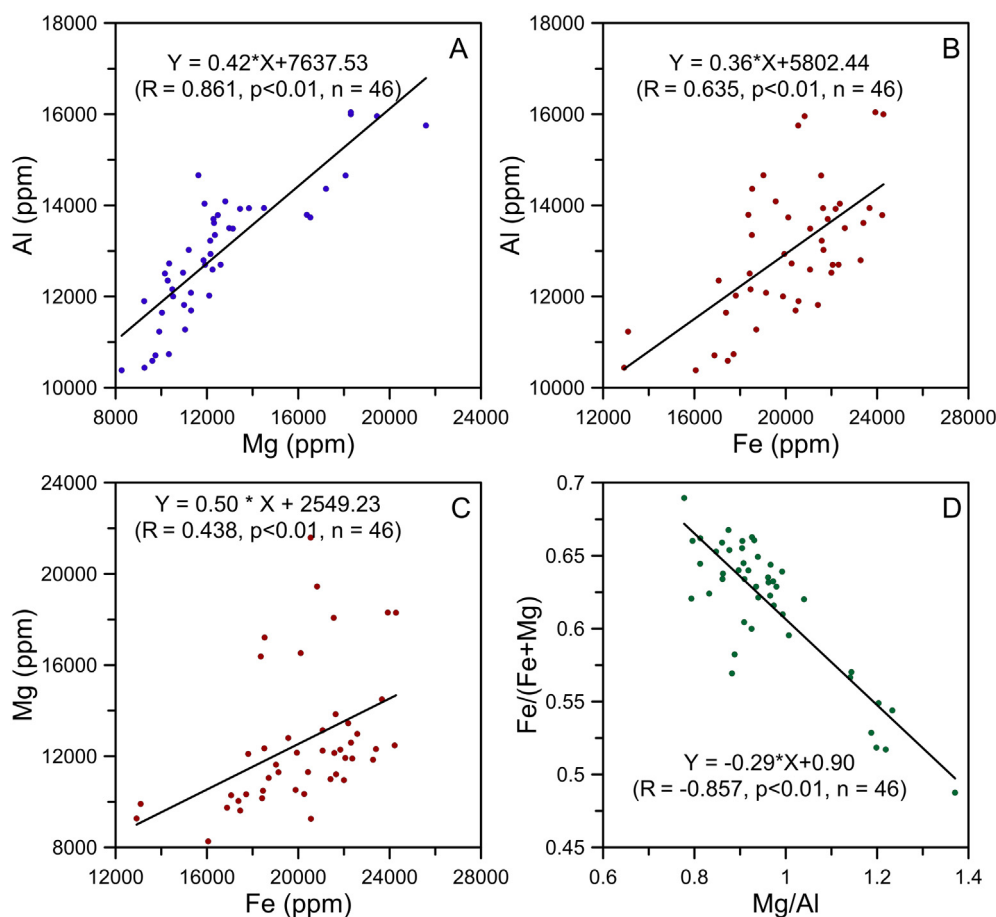 18000
16000
14000
12000
10000
Al (ppm)
A
Y = 0.42*X+7637.53
(R = 0.861, p<0.01, n = 46)
8000 12000 16000 20000 24000
Mg (ppm)
18000
16000
14000
12000
10000
Al (ppm)
B
Y = 0.36*X+5802.44
(R = 0.635, p<0.01, n = 46)
12000 16000 20000 24000 28000
Fe (ppm)
24000
20000
16000
12000
8000
Mg (ppm)
C
Y = 0.50 * X + 2549.23
(R = 0.438, p<0.01, n = 46)
12000 16000 20000 24000 28000
Fe (ppm)
0.7
0.65
0.6
0.55
0.5
0.45
Fe/(Fe+Mg)
D
Y = -0.29*X+0.90
(R = -0.857, p<0.01, n = 46)
0.6 0.8 1 1.2 1.4
Mg/Al